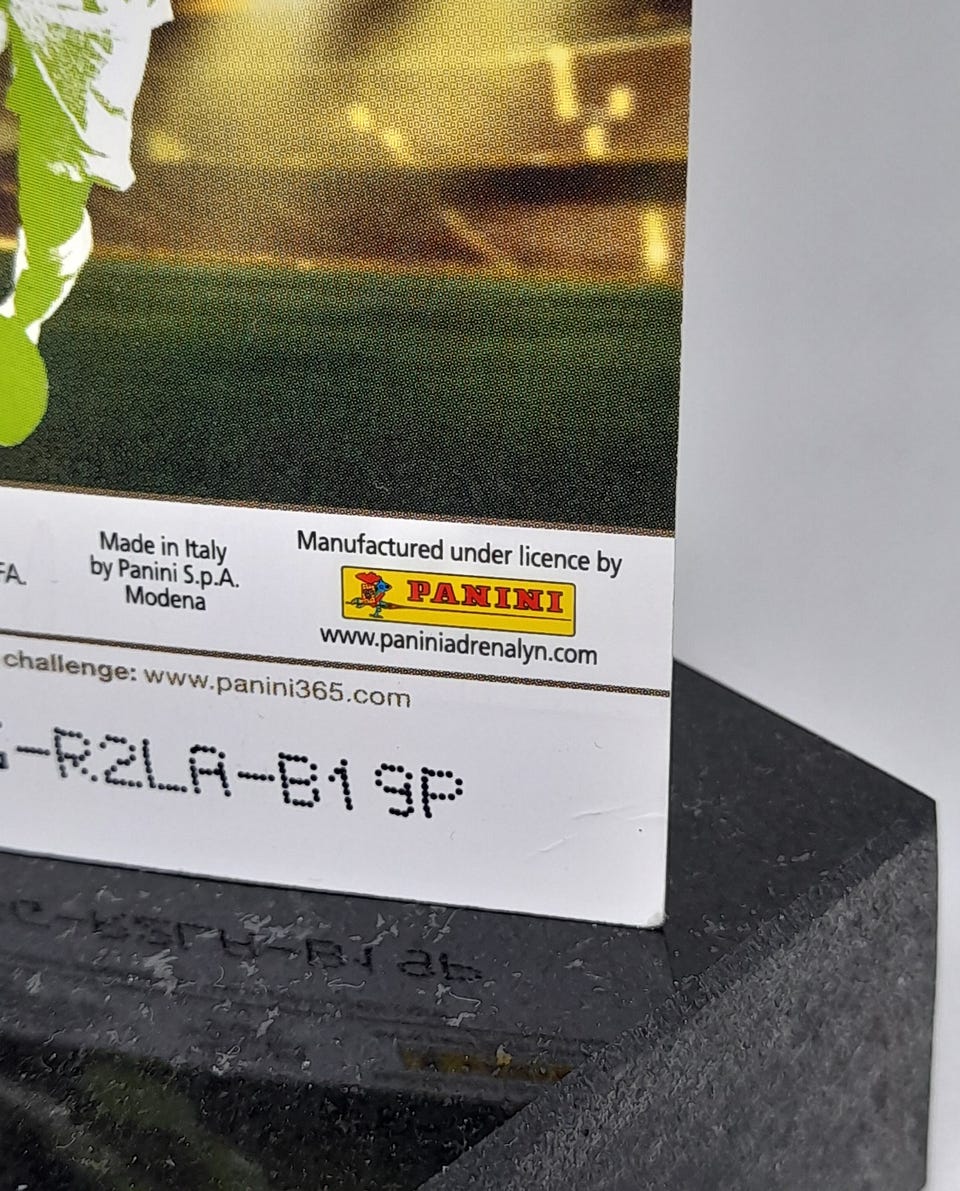 FA.
Made in Italy
by Panini S.p.A.
Modena
Manufactured under licence by
PANINI
www.paniniadrenalyn.com
challenge: www.panini365.com
-R2LA-B19P